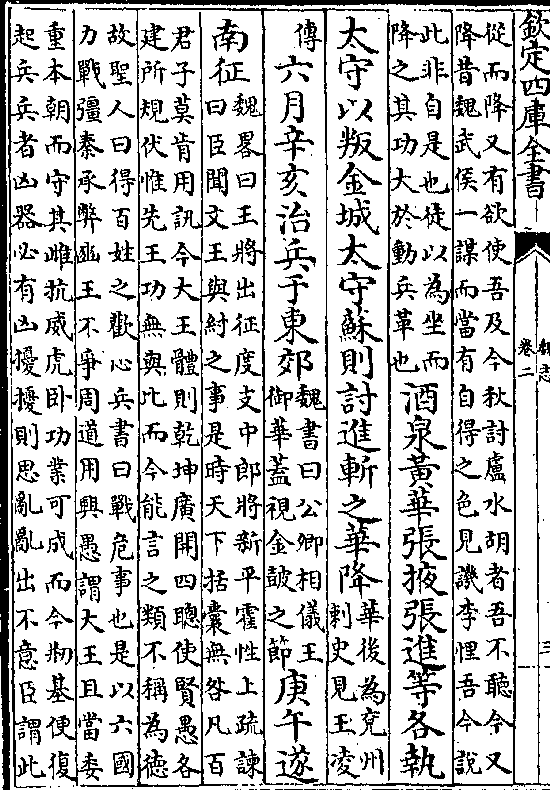 欽定四庫全書
魏志
卷二
三
從而降又有欲使吾及今秋討盧水胡者吾不聽今又
降昔魏武侯一謀而當有自得之色見譏李悝吾今說
此非自是也徒以為坐而
降之其功大於動兵革也
酒泉黃華張掖張進等各執
太守以叛金城太守蘇則討進斬之華降
華後為兗州
刺史見王凌
傳
六月辛亥治兵于東郊
魏書曰公卿相儀王
御華蓋視金鼓之節
庚午遂
南征
魏畧曰王將出征度支中郎將新平霍性上疏諫
曰臣聞文王與紂之事是時天下括囊無咎凡百
君子莫肯用訊今大王體則乾坤廣開四聰使賢愚各
建所規伏惟先王功無與比而今能言之類不稱為德
故聖人曰得百姓之歡心兵書曰戰危事也是以六國
力戰彊秦承弊豳王不爭周道用興愚謂大王且當委
重本朝而守其雌抗威虎卧功業可成而今刱基便復
起兵兵者凶器必有凶擾擾則思亂亂出不意臣謂此